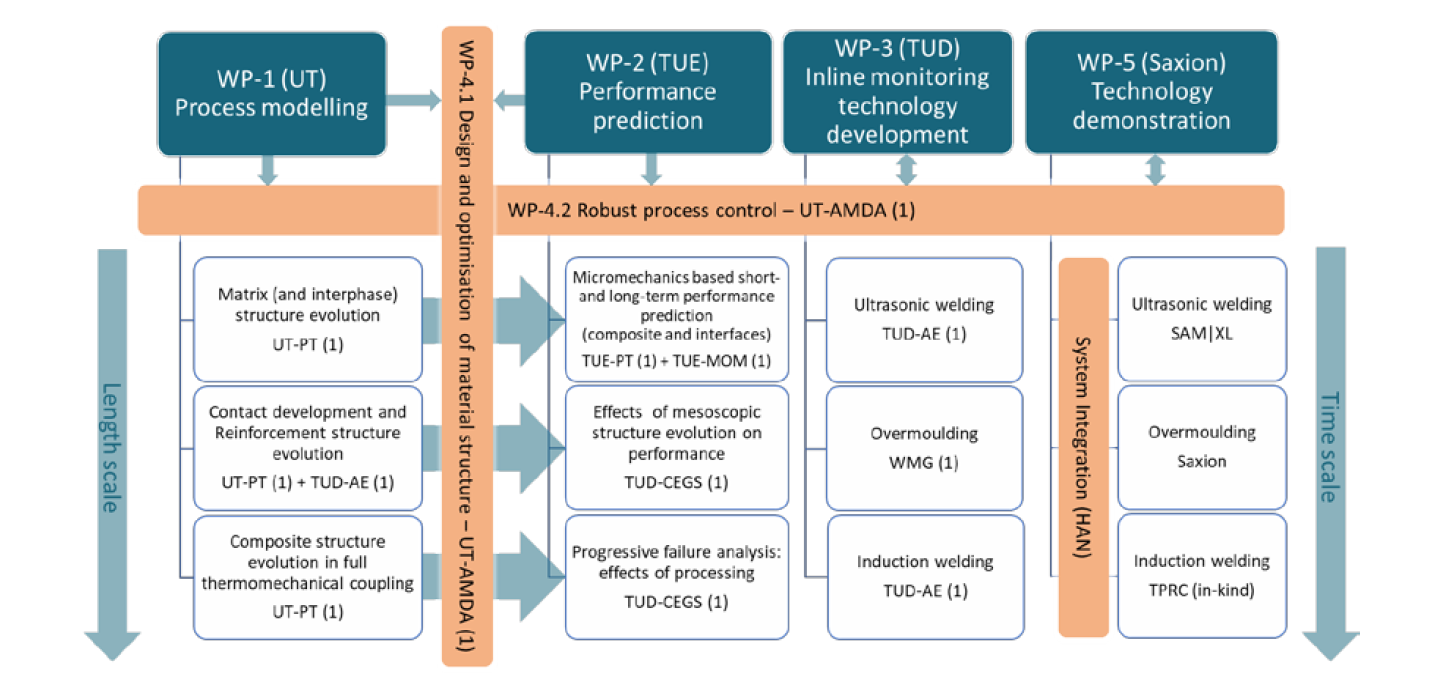 WP-1 (UT)
Process modelling
WP-4.1 Design and optimisation of material structure – UT-AMDA (1)
WP-2 (TUE)
Performance
prediction
WP-3 (TUD)
Inline monitoring
technology
development
WP-5 (Saxion)
Technology
demonstration
WP-4.2 Robust process control – UT-AMDA (1)
Length scale
Matrix (and interphase)
structure evolution
UT-PT (1)
Contact development and
Reinforcement structure
evolution
UT-PT (1) + TUD-AE (1)
Composite structure
evolution in full
thermomechanical coupling
UT-PT (1)
Micromechanics based short-
and long-term performance
prediction
(composite and interfaces)
TUE-PT (1) + TUE-MOM (1)
Effects of mesoscopic
structure evolution on
performance
TUD-CEGS (1)
Progressive failure analysis:
effects of processing
TUD-CEGS (1)
Ultrasonic welding
TUD-AE (1)
Overmoulding
WMG (1)
Induction welding
TUD-AE (1)
System Integration (HAN)
Ultrasonic welding
SAM|XL
Overmoulding
Saxion
Induction welding
TPRC (in-kind)
Time scale